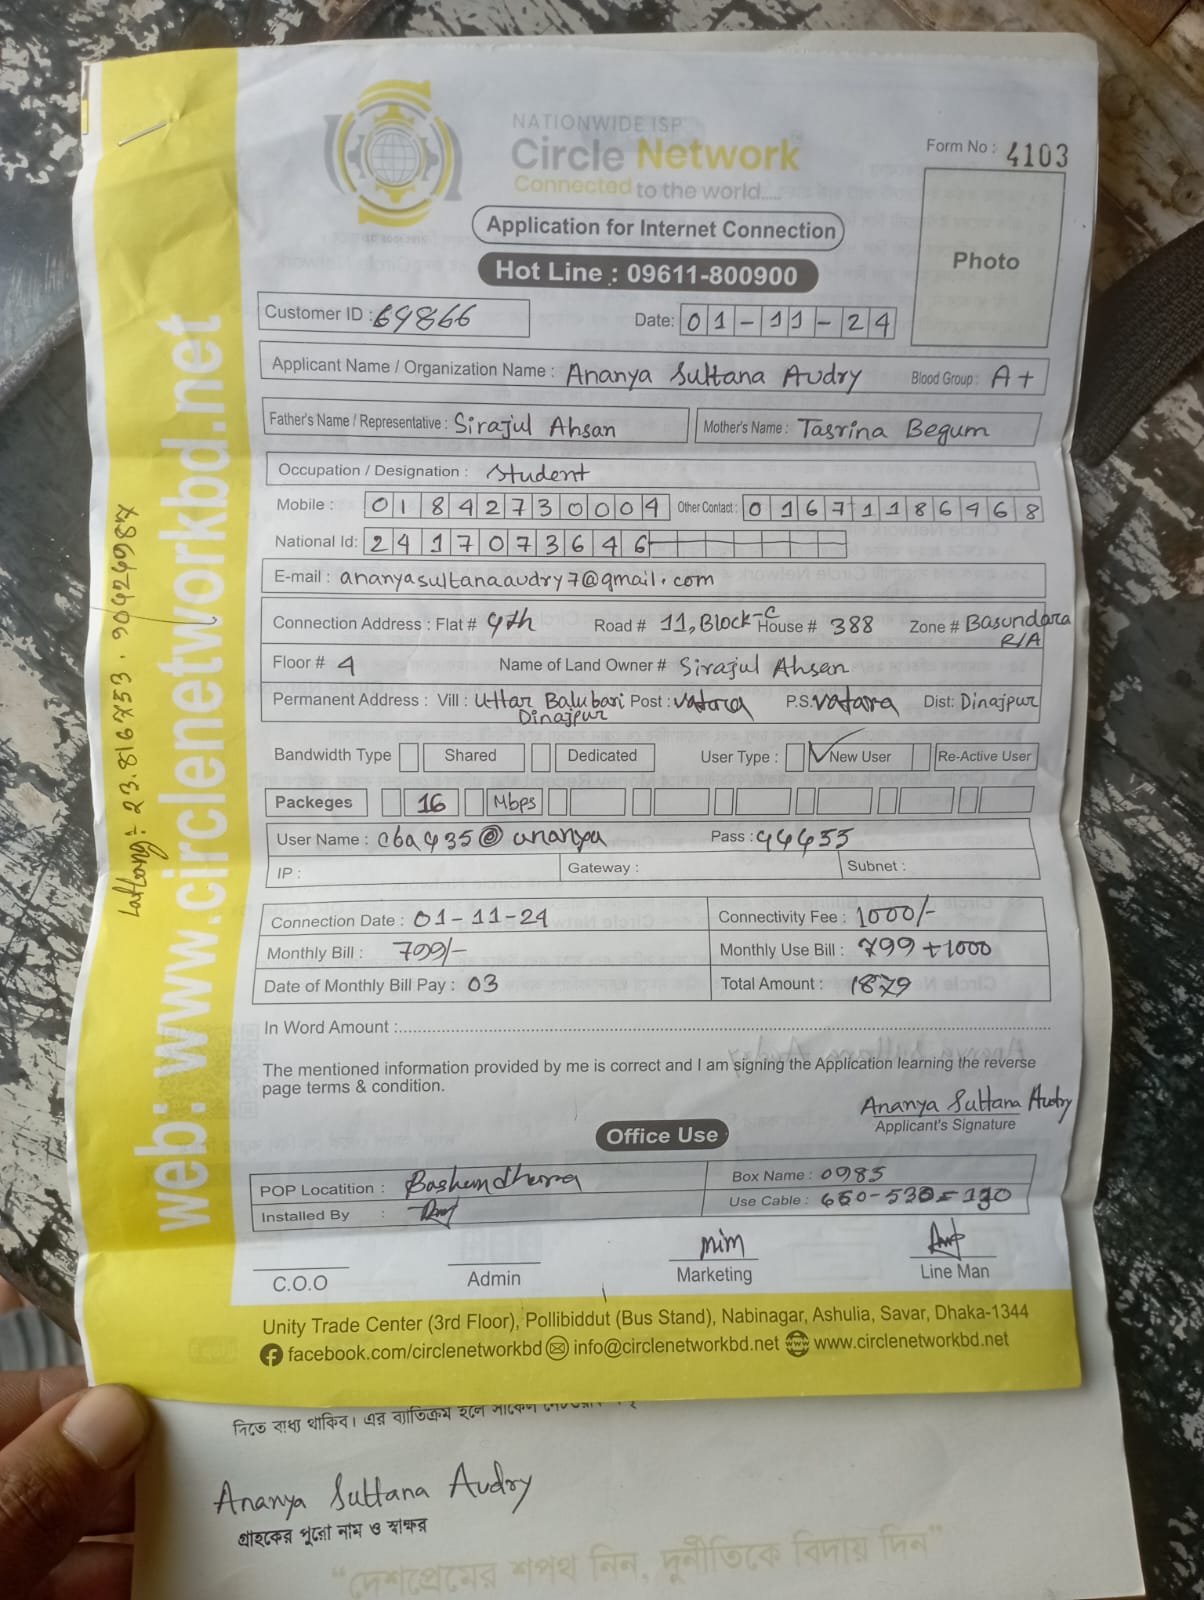 NATIONWIDE ISP
Circle Network
Connected to the world.....
Form No : 4103
Photo
Application for Internet Connection
Hot Line : 09611-800900
Customer ID : 69866
Date: 01-11-24
Applicant Name / Organization Name : Ananya Sultana Audry Blood Group: A+
Father's Name / Representative : Sirajul Ahsan Mother's Name : Tasrina Begum
Occupation / Designation : Student
Mobile : 01842730004 Other Contact : 01671186468
National Id: 2417073646
E-mail : ananyasultanaaudry7@gmail.com
Connection Address : Flat # 4th Road # 11, Block-C House # 388 Zone # Basundara R/A
Floor # 4 Name of Land Owner # Sirajul Ahsan
Permanent Address : Vill : Uttar Balubari Dinajpur Post : vatara P.S. vatara Dist: Dinajpur
Bandwidth Type Shared Dedicated User Type : New User Re-Active User
Packeges 16 Mbps
User Name : cba435@ananya Pass : 44455
IP : Gateway : Subnet :
Connection Date : 01-11-24 Connectivity Fee : 1000/-
Monthly Bill : 799/- Monthly Use Bill : 799+1000
Date of Monthly Bill Pay : 03 Total Amount : 1879
In Word Amount :
The mentioned information provided by me is correct and I am signing the Application learning the reverse
page terms & condition.
Ananya Sultana Audry
Applicant's Signature
Office Use
POP Locatition : Bashundhara Box Name : 0985
Installed By : Use Cable : 650-530=190
C.O.O Admin mim Marketing Line Man
Unity Trade Center (3rd Floor), Pollibiddut (Bus Stand), Nabinagar, Ashulia, Savar, Dhaka-1344
facebook.com/circlenetworkbd info@circlenetworkbd.net www.circlenetworkbd.net
web: www.circlenetworkbd.net
Latlong:- 23.816753. 90.424987
দিতে বাধ্য থাকিব। এর ব্যাতিক্রম হলে
Ananya Sultana Audry
গ্রাহকের পুরো নাম ও স্বাক্ষর
“দেশপ্রেমের শপথ নিন, দুর্নীতিকে বিদায় দিন”